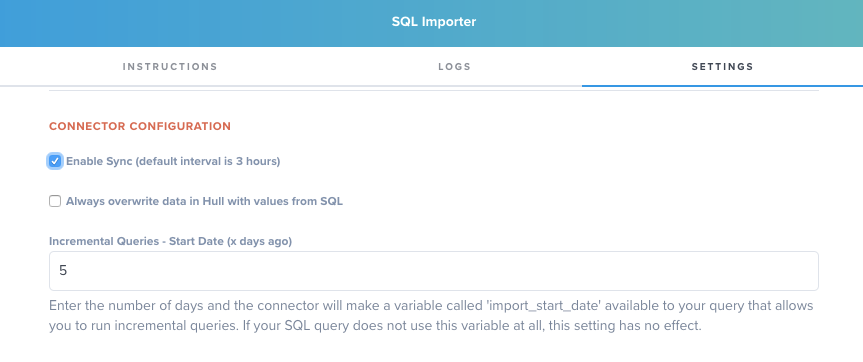 SQL Importer
INSTRUCTIONS
LOGS
SETTINGS
CONNECTOR CONFIGURATION
Enable Sync (default interval is 3 hours)
Always overwrite data in Hull with values from SQL
Incremental Queries - Start Date (x days ago)
5
Enter the number of days and the connector will make a variable called 'import_start_date' available to your query that allows
you to run incremental queries. If your SQL query does not use this variable at all, this setting has no effect.